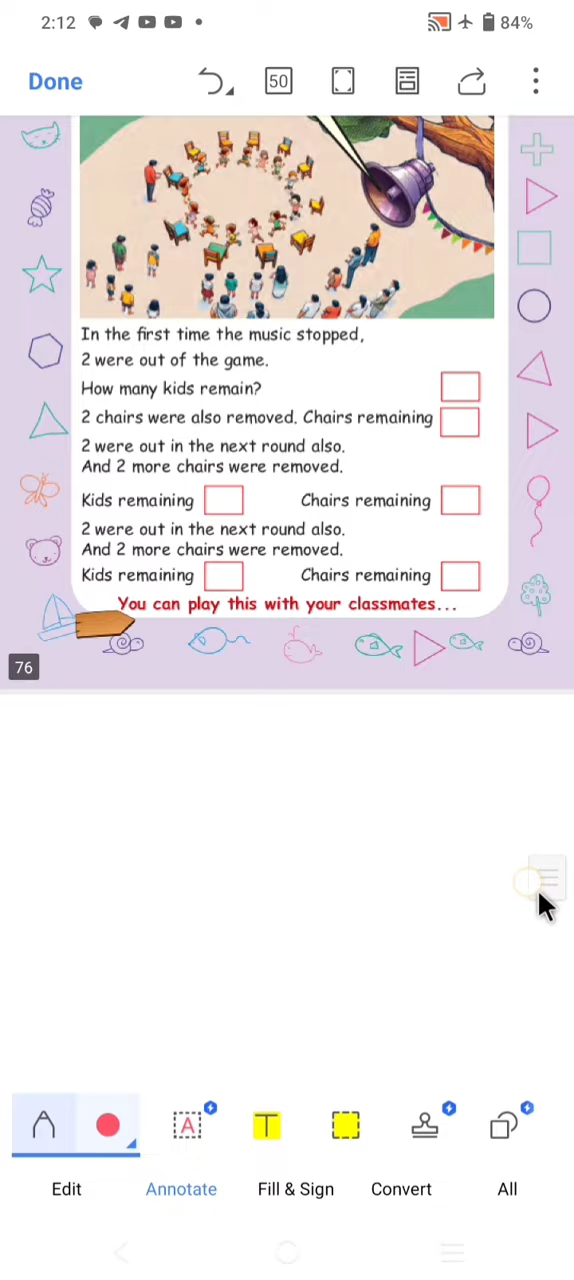 2:12
84%
Done
50
In the first time the music stopped,
2 were out of the game.
How many kids remain?
2 chairs were also removed. Chairs remaining
2 were out in the next round also.
And 2 more chairs were removed.
Kids remaining Chairs remaining
2 were out in the next round also.
And 2 more chairs were removed.
Kids remaining Chairs remaining
You can play this with your classmates...
76
A T
Edit Annotate Fill & Sign Convert All